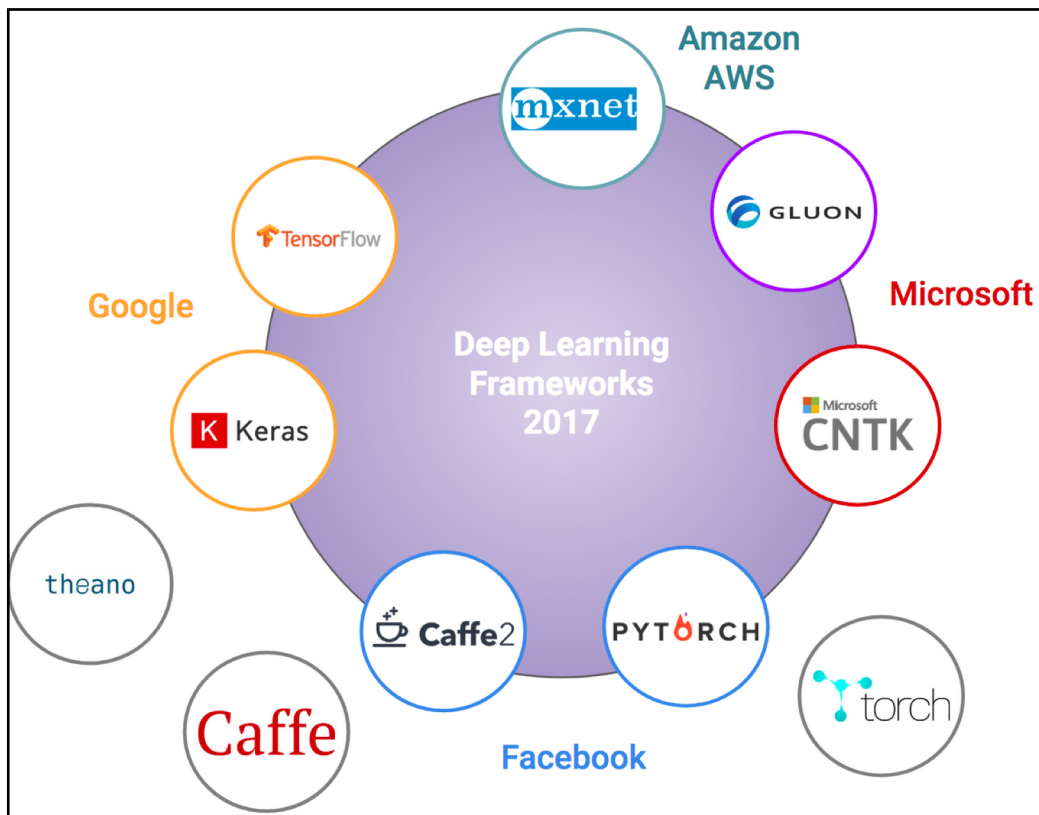 Amazon
AWS
mxnet
GLUON
TensorFlow
Google
Microsoft
Deep Learning
Frameworks
2017
Microsoft
CNTK
K Keras
theano
Caffe2
PYTORCH
torch
Caffe
Facebook